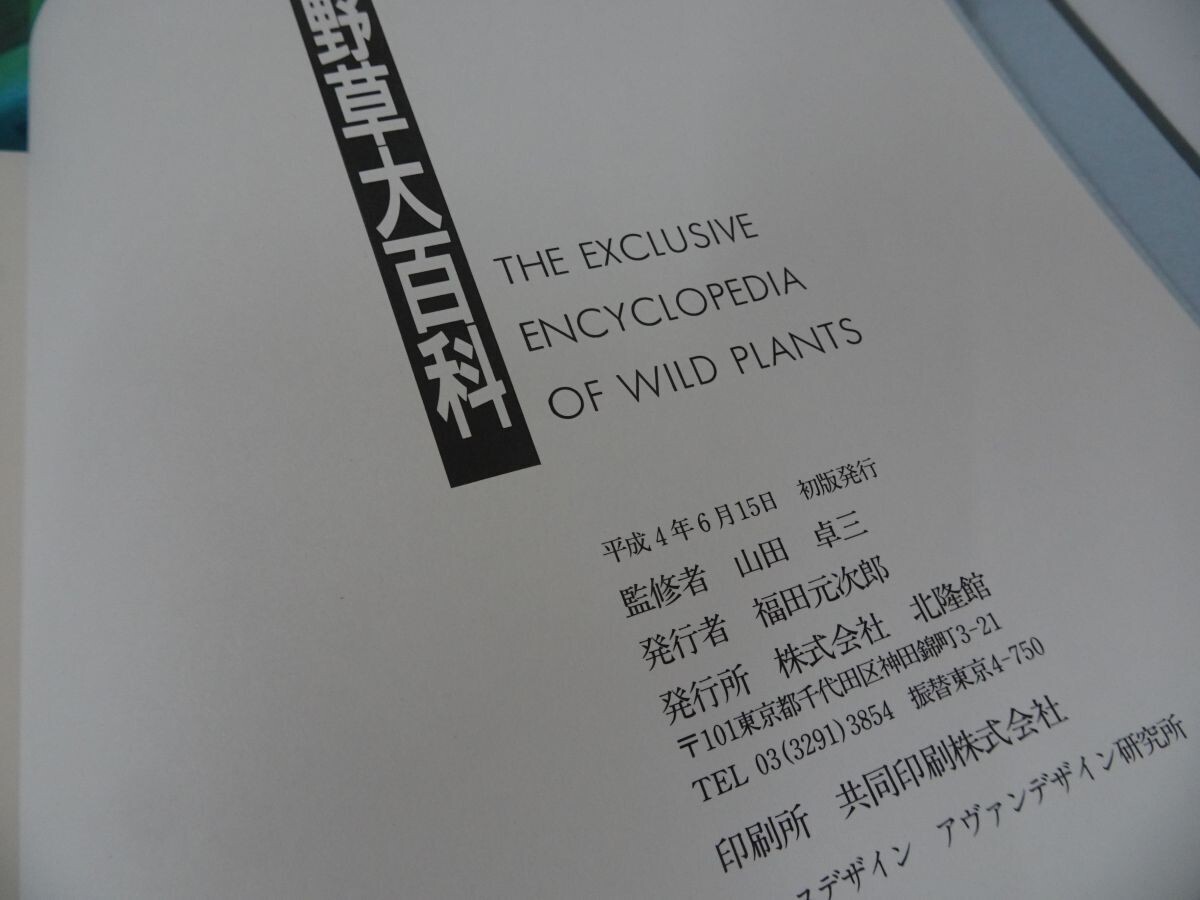 野草大百科
THE EXCLUSIVE
ENCYCLOPEDIA
OF WILD PLANTS
平成4年6月15日 初版発行
監修者 山田 卓三
発行者 福田元次郎
発行所 株式会社 北隆館
〒101東京都千代田区神田錦町3-21
TEL 03(3291)3854 振替東京4-750
印刷所 共同印刷株式会社
スデザイン アヴァンデザイン研究所